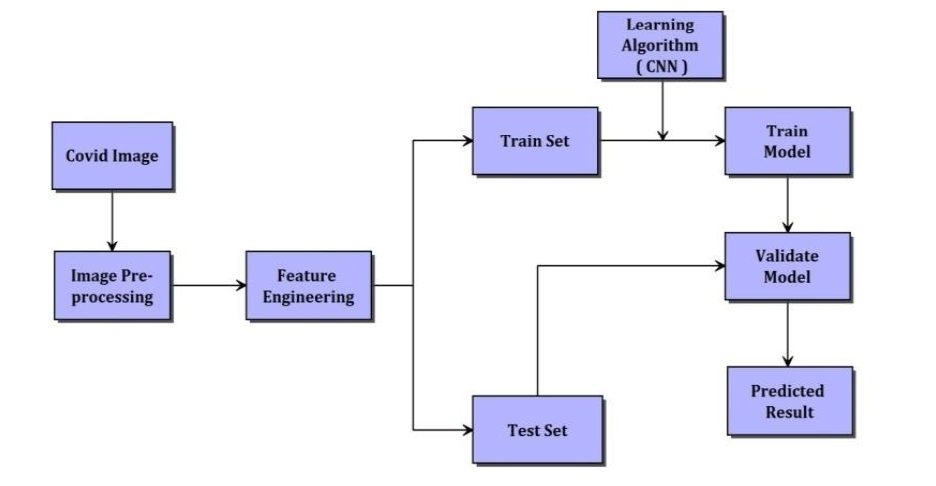 Learning
Algorithm
( CNN )
Covid Image
Train Set
Train
Model
Image Pre-
processing
Feature
Engineering
Validate
Model
Test Set
Predicted
Result